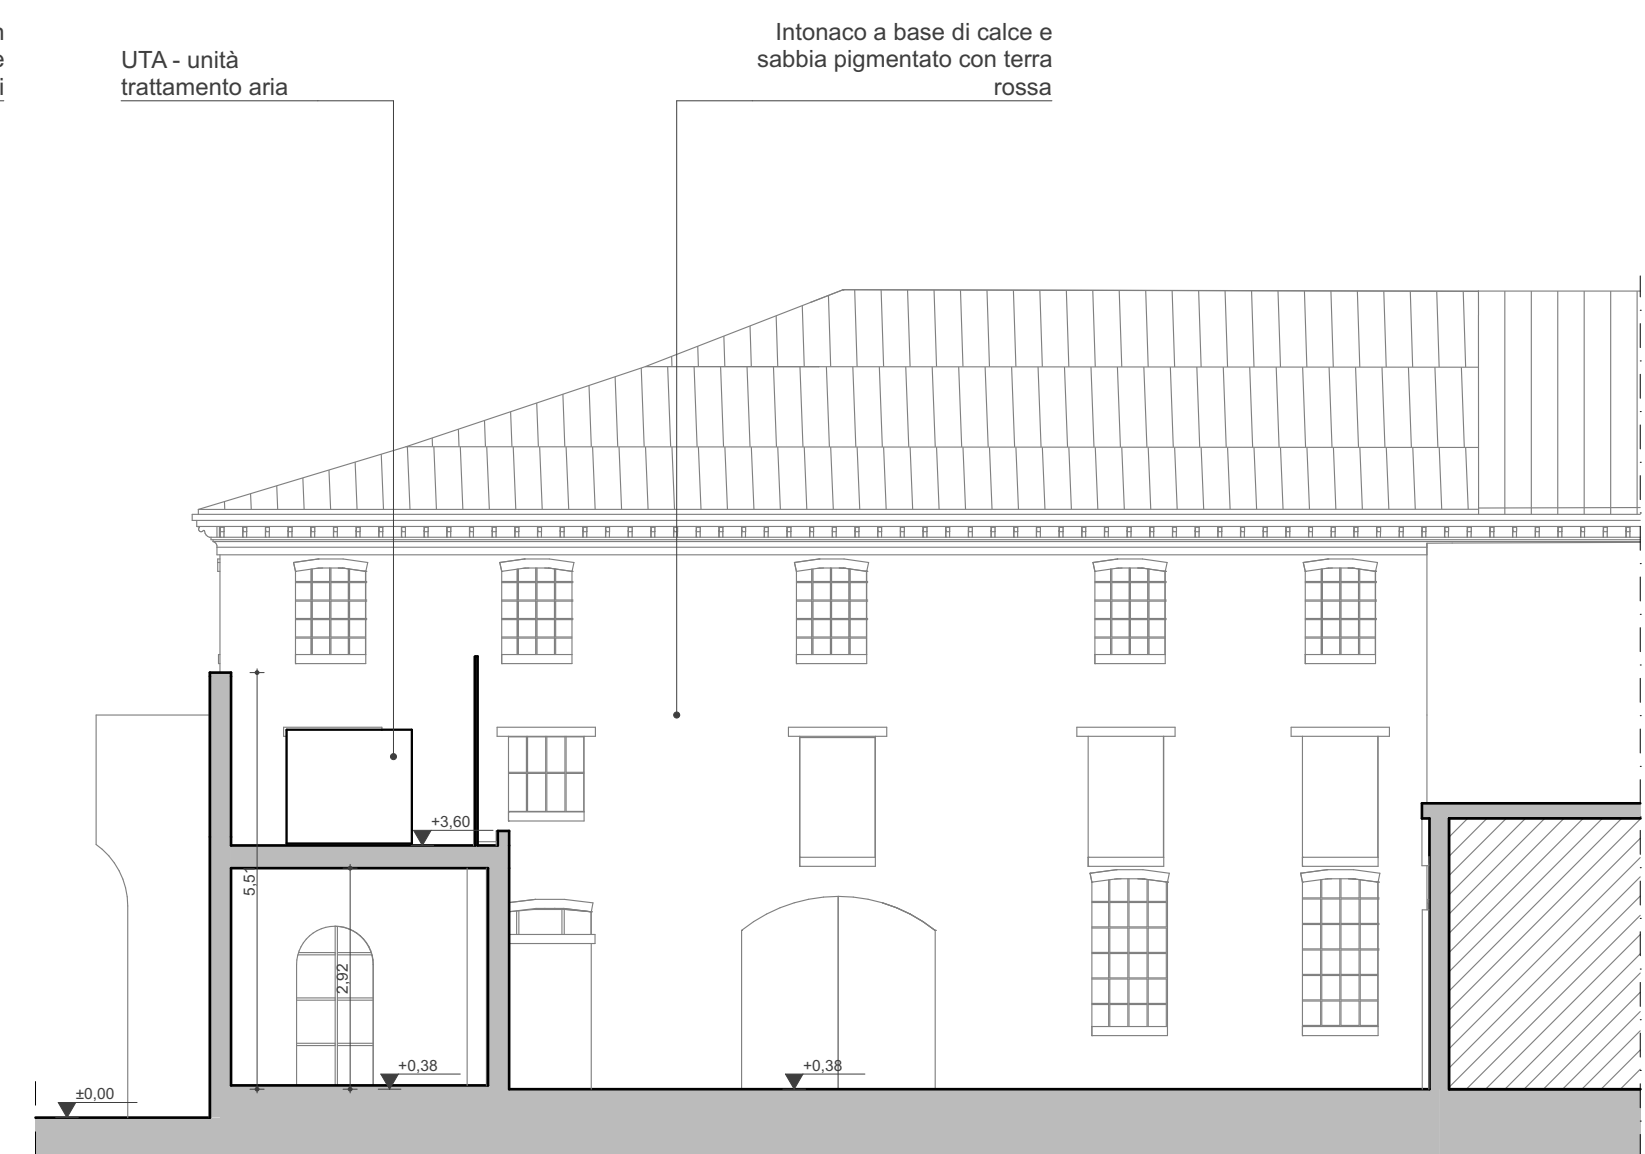 n
e
i
UTA - unità
trattamento aria
Intonaco a base di calce e
sabbia pigmentato con terra
rossa
+3,60
5,51
2,92
+0,38
+0,38
±0,00